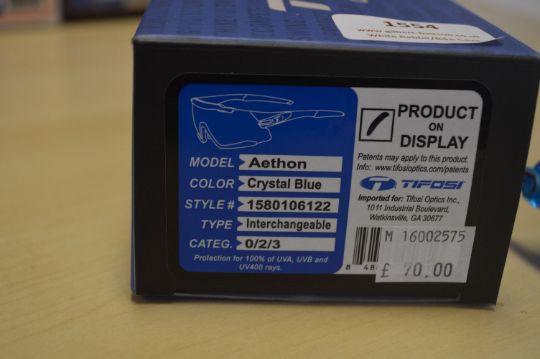 1554
MODEL Aethon
COLOR Crystal Blue
STYLE # 1580106122
TYPE Interchangeable
CATEG. 0/2/3
Protection for 100% of UVA, UVB and
UV400 rays.
PRODUCT
ON
DISPLAY
Patents may apply to this product.
Info: www.tifosioptics.com/patents
TIFOSI
Imported for: Tifosi Optics Inc.,
1011 Industrial Boulevard,
Watkinsville, GA 30677
M 16002575
£ 70.00
8 48